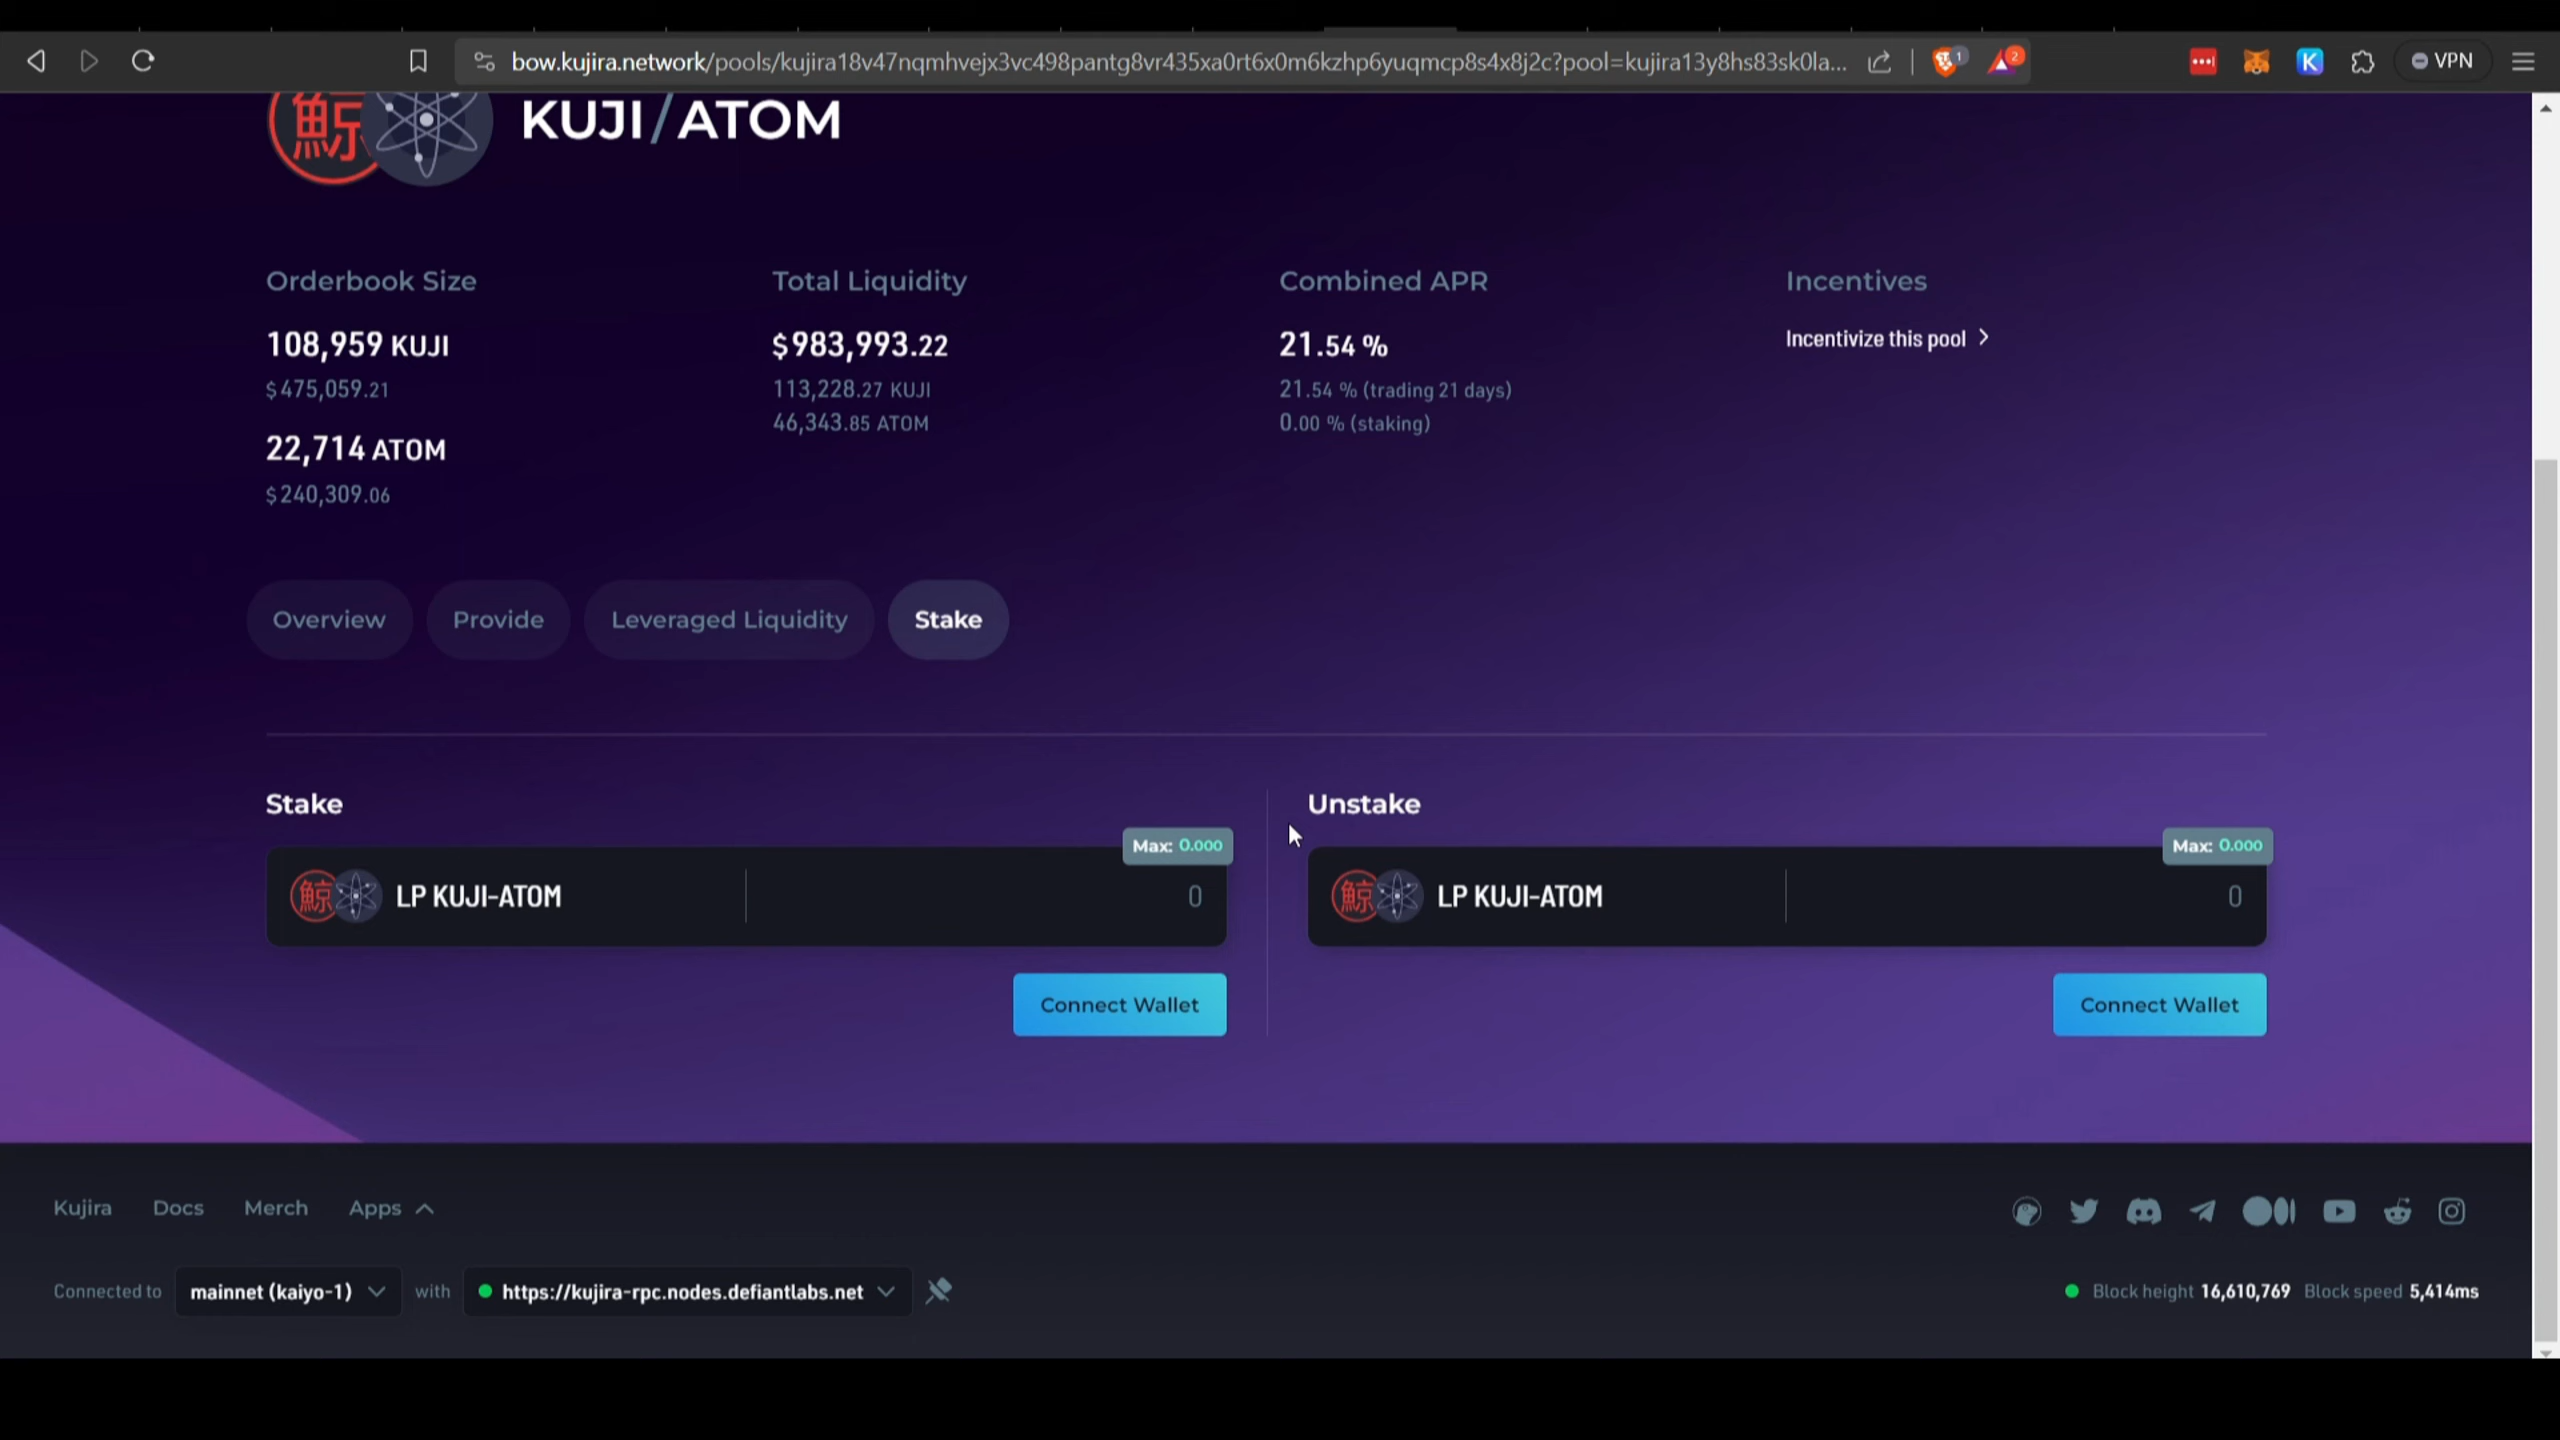 bow.kujira.network/pools/kujira18v47nqmhvejx3vc498pantg8vr435xa0rt6x0m6kzhp6yuqmcp8s4x8j2c?pool=kujira13y8hs83sk0la...
1
2
K
VPN
鯨
KUJI/ATOM
Orderbook Size
Total Liquidity
Combined APR
Incentives
108,959 KUJI
$983,993.22
21.54 %
Incentivize this pool
$475,059.21
113,228.27 KUJI
21.54 % (trading 21 days)
46,343.85 ATOM
0.00 % (staking)
22,714 ATOM
$240,309.06
Overview
Provide
Leveraged Liquidity
Stake
Stake
Max: 0.000
鯨
LP KUJI-ATOM
0
Connect Wallet
Unstake
Max: 0.000
鯨
LP KUJI-ATOM
0
Connect Wallet
Kujira
Docs
Merch
Apps
Connected to
mainnet (kaiyo-1)
with
https://kujira-rpc.nodes.defiantlabs.net
Block height 16,610,769
Block speed 5,414ms